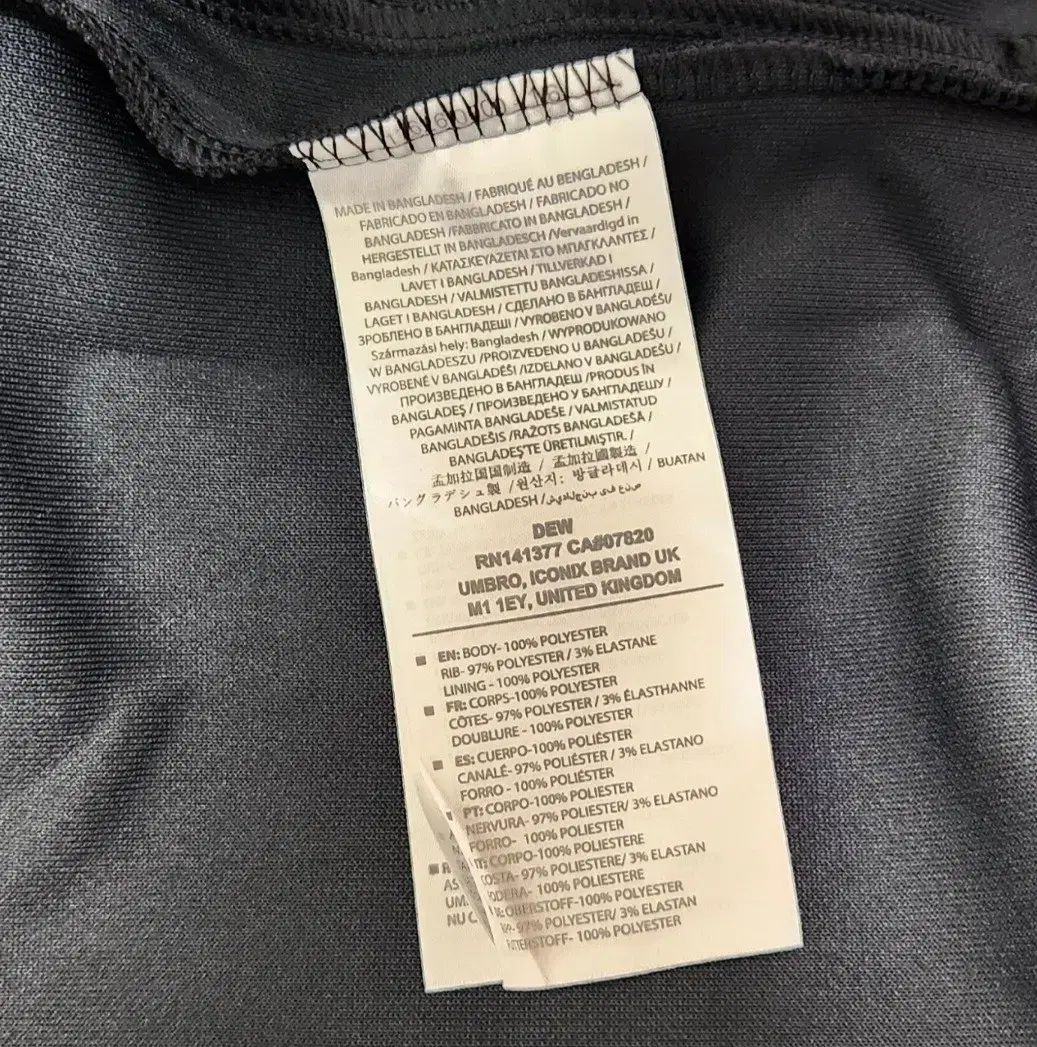 MADE IN BANGLADESH / FABRIQUÉ AU BENGLADESH /
FABRICADO EN BANGLADESH / FABRICADO NO
BANGLADESH /FABBRICATO IN BANGLADESH /
HERGESTELLT IN BANGLADESCH /Vervaardigd in
Bangladesh / ΚΑΤΑΣΚΕΥΑΖΕΤΑΙ ΣΤΟ ΜΠΑΓΚΛΑΝΤΕΣ /
LAVET I BANGLADESH / TILLVERKAD I
BANGLADESH / VALMISTETTU BANGLADESHISSA /
LAGET I BANGLADESH / СДЕЛАНО В БАНГЛАДЕШ /
ЗРОБЛЕНО В БАНГЛАДЕШІ / VYROBENO V BANGLADÉŠI/
Származási hely: Bangladesh / WYPRODUKOWANO
W BANGLADESZU /PROIZVEDENO U BANGLADEŠU /
VYROBENÉ V BANGLADÉŠI /IZDELANO V BANGLADEŠU /
ПРОИЗВЕДЕНО В БАНГЛАДЕШ /PRODUS ÎN
BANGLADEŞ / ПРОИЗВЕДЕНО У БАНГЛАДЕШУ /
PAGAMINTA BANGLADEŠE / VALMISTATUD
BANGLADEŠIS /RAŽOTS BANGLADEŠĀ /
BANGLADEŞ'TE ÜRETILMIŞTIR. /
孟加拉国国制造 / 孟加拉國製造 /
バングラデシュ製 /원산지: 방글라데시 / BUATAN
BANGLADESH /
DEW
RN141377 CA#07820
UMBRO, ICONIX BRAND UK
M1 1EY, UNITED KINGDOM
EN: BODY- 100% POLYESTER
RIB- 97% POLYESTER / 3% ELASTANE
LINING - 100% POLYESTER
FR: CORPS-100% POLYESTER
CÔTES- 97% POLYESTER / 3% ÉLASTHANNE
DOUBLURE - 100% POLYESTER
ES: CUERPO-100% POLIÉSTER
CANALÉ- 97% POLIÉSTER / 3% ELASTANO
FORRO - 100% POLIÉSTER
PT: CORPO-100% POLIESTER
NERVURA- 97% POLIESTER/ 3% ELASTANO
FORRO- 100% POLIESTER
IT: CORPO-100% POLIESTERE
COSTA- 97% POLIESTERE/ 3% ELASTAN
FODERA- 100% POLIESTERE
OBERSTOFF-100% POLYESTER
97% POLYESTER/ 3% ELASTAN
FUTTERSTOFF- 100% POLYESTER